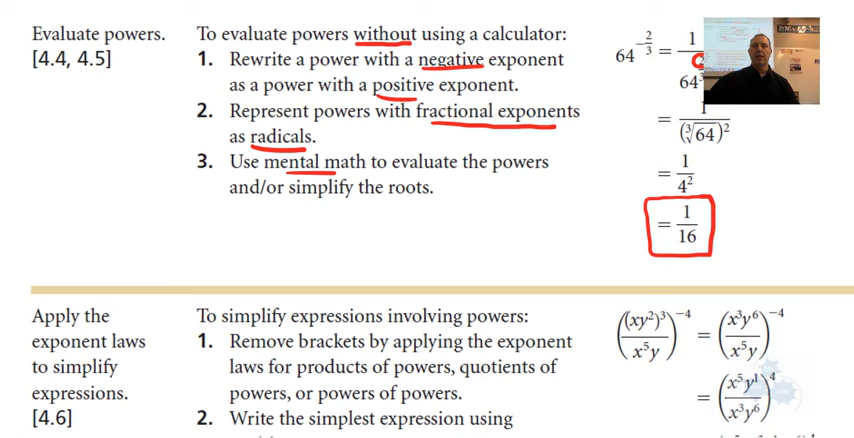 Evaluate powers.
[4.4, 4.5]
To evaluate powers without using a calculator:
1. Rewrite a power with a negative exponent
as a power with a positive exponent.
2. Represent powers with fractional exponents
as radicals.
3. Use mental math to evaluate the powers
and/or simplify the roots.
64^(-2/3) = 1/64
= 1/(∛64)²
= 1/4²
= 1/16
Apply the
exponent laws
to simplify
expressions.
[4.6]
To simplify expressions involving powers:
1. Remove brackets by applying the exponent
laws for products of powers, quotients of
powers, or powers of powers.
2. Write the simplest expression using
((xy²)³/x⁵y)⁻⁴ = (x³y⁶/x⁵y)⁻⁴
= (x⁵y¹/x³y⁶)⁴